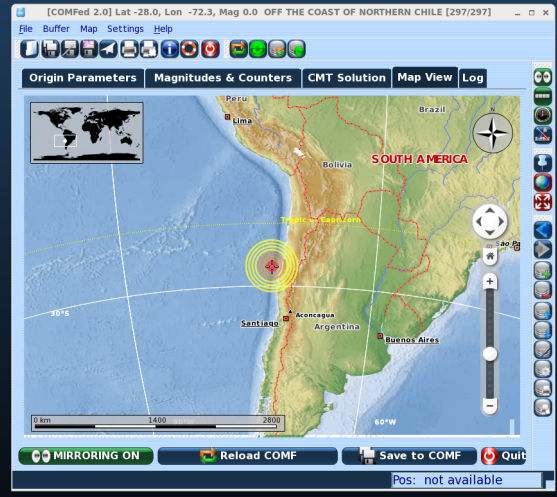 [COMFed 2.0] Lat -28.0, Lon -72.3, Mag 0.0 OFF THE COAST OF NORTHERN CHILE [297/297]
File Buffer Map Settings Help
Origin Parameters Magnitudes & Counters CMT Solution Map View Log
Peru
Lima
Brazil
N
Bolivia
SOUTH AMERICA
Tropic of Capricorn
São P
30°S
Aconcagua
Santiago
Argentina
Buenos Aires
0 km 1400 2800
60°W
MIRRORING ON Reload COMF Save to COMF Quit
Pos: not available